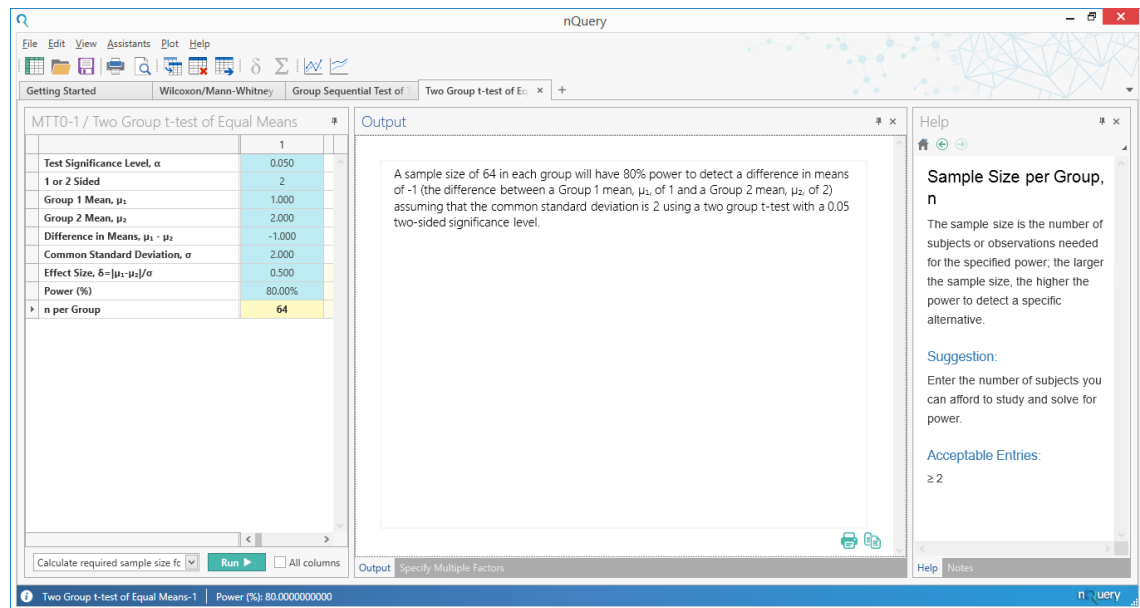 nQuery
File Edit View Assistants Plot Help
δ Σ
Getting Started Wilcoxon/Mann-Whitney Group Sequential Test of Two Group t-test of Eq × +
MTT0-1 / Two Group t-test of Equal Means
1
Test Significance Level, α 0.050
1 or 2 Sided 2
Group 1 Mean, μ₁ 1.000
Group 2 Mean, μ₂ 2.000
Difference in Means, μ₁ - μ₂ -1.000
Common Standard Deviation, σ 2.000
Effect Size, δ=|μ₁-μ₂|/σ 0.500
Power (%) 80.00%
n per Group 64
Calculate required sample size fc Run All columns
Output
A sample size of 64 in each group will have 80% power to detect a difference in means
of -1 (the difference between a Group 1 mean, μ₁, of 1 and a Group 2 mean, μ₂, of 2)
assuming that the common standard deviation is 2 using a two group t-test with a 0.05
two-sided significance level.
Output Specify Multiple Factors
Help
Sample Size per Group,
n
The sample size is the number of
subjects or observations needed
for the specified power; the larger
the sample size, the higher the
power to detect a specific
alternative.
Suggestion:
Enter the number of subjects you
can afford to study and solve for
power.
Acceptable Entries:
≥ 2
Help Notes
Two Group t-test of Equal Means-1 Power (%): 80.0000000000
nQuery